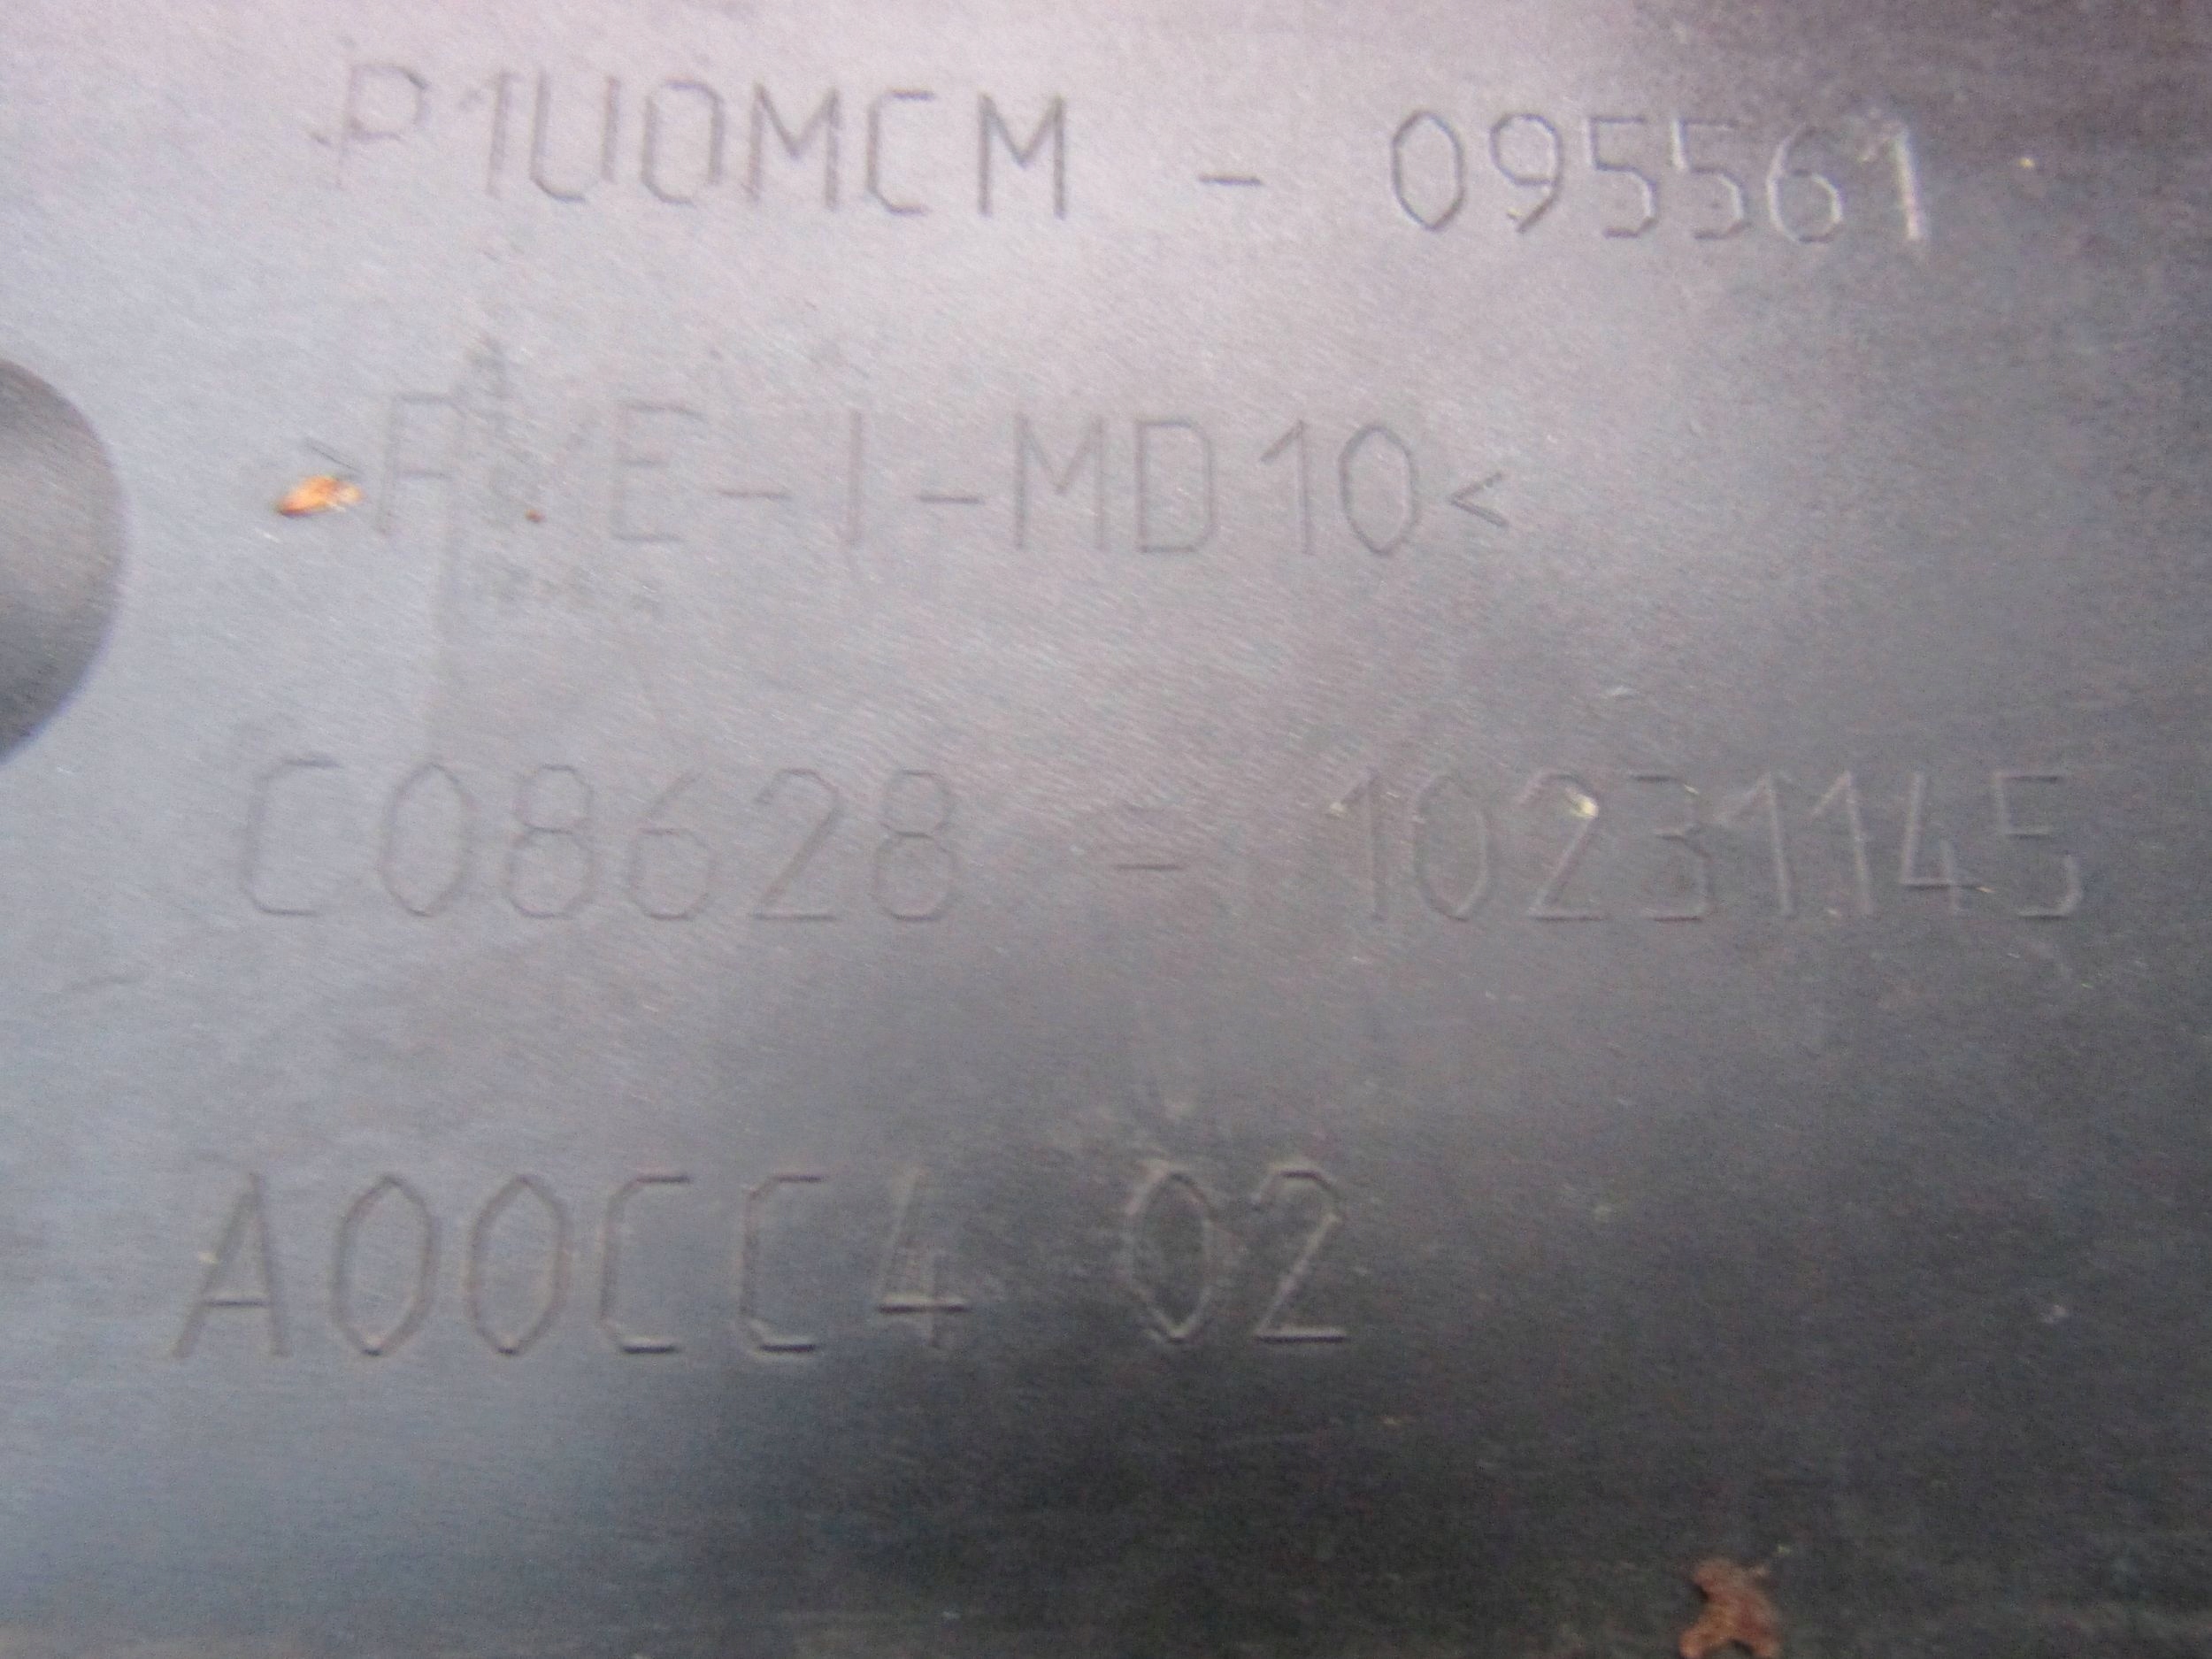 P1U0MCM - 095561
>P/E-I-MD10<
C08628 - 10231145
A00CC4 02